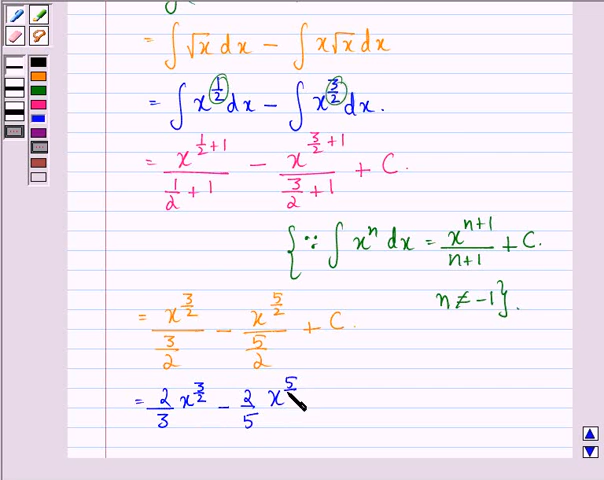 = ∫ √x dx − ∫ x√x dx
= ∫ x^(1/2) dx − ∫ x^(3/2) dx.
= x^(1/2 + 1) / (1/2 + 1) − x^(3/2 + 1) / (3/2 + 1) + C.
{∵ ∫ x^n dx = x^(n+1) / (n+1) + C.
n ≠ −1}.
= x^(3/2) / (3/2) − x^(5/2) / (5/2) + C.
= 2/3 x^(3/2) − 2/5 x^5